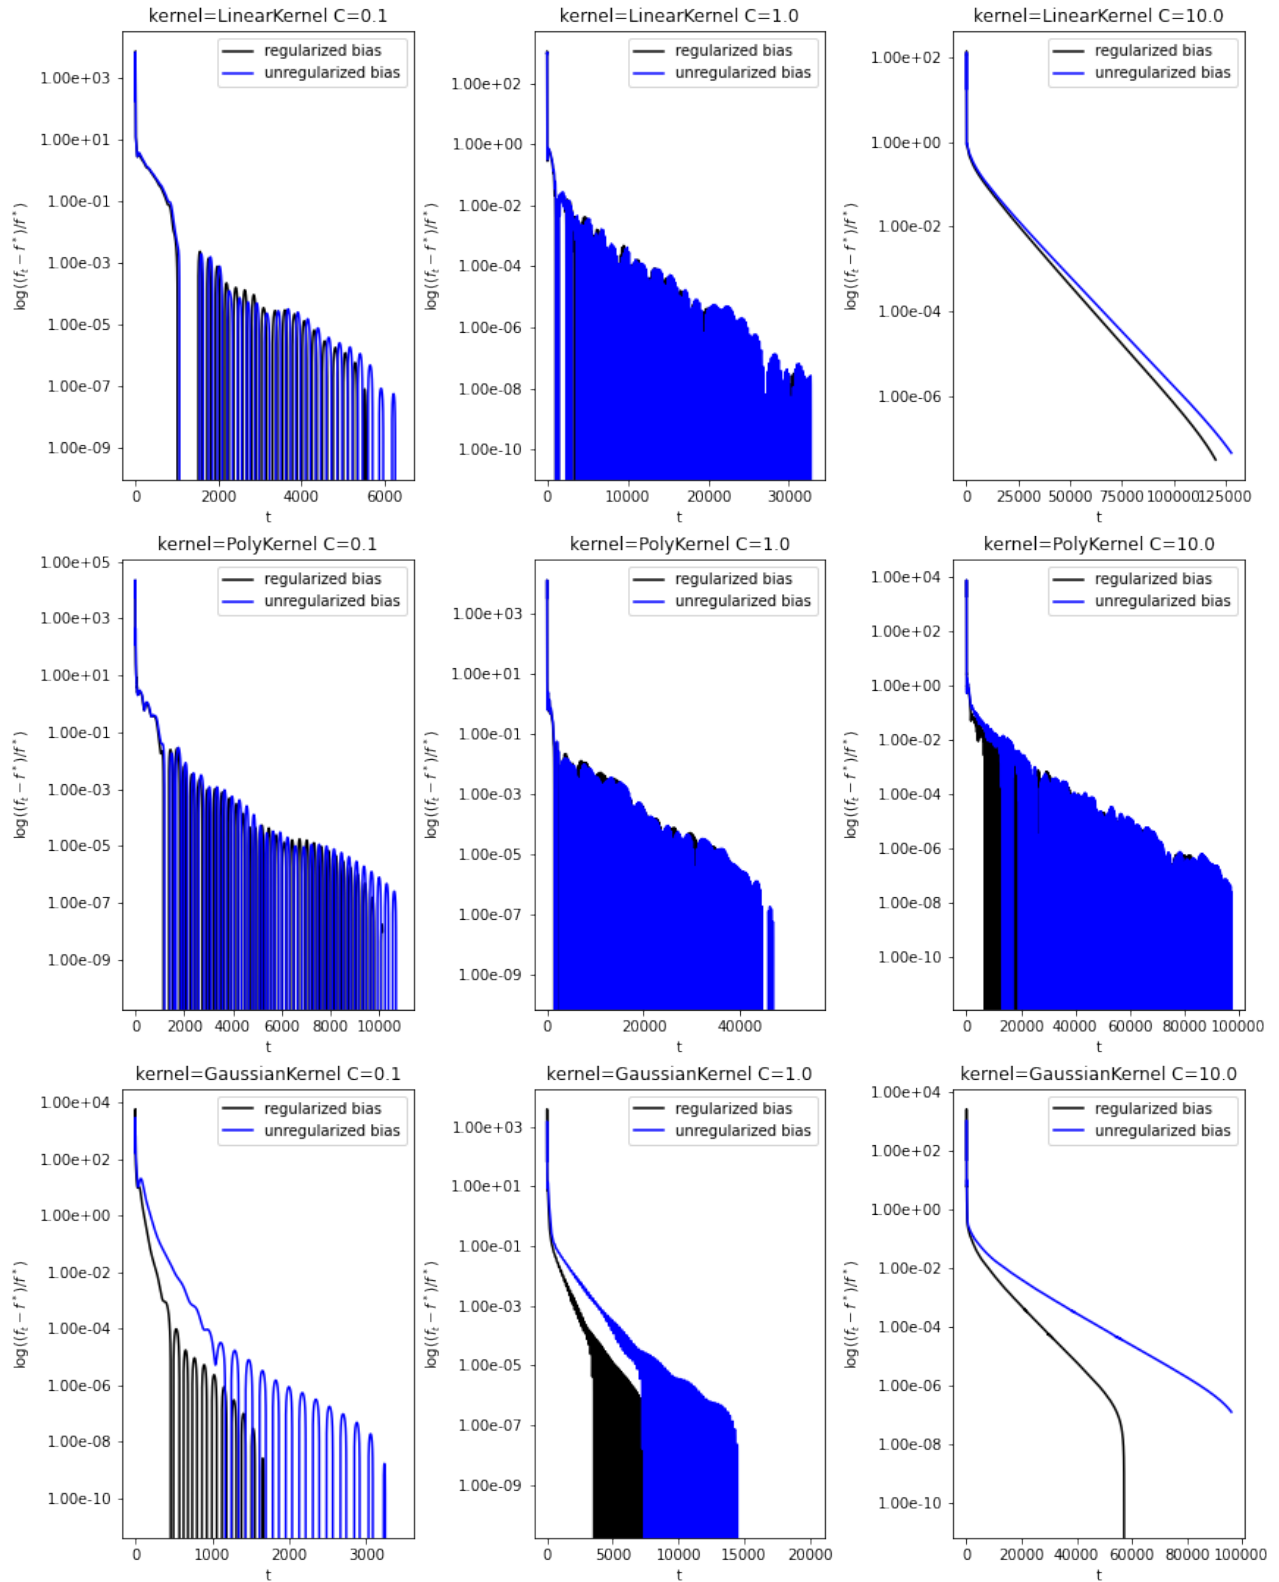 kernel=LinearKernel C=0.1
regularized bias
unregularized bias
1.00e+03
1.00e+01
1.00e-01
1.00e-03
1.00e-05
1.00e-07
1.00e-09
log((f_t − f*)/f*)
0 2000 4000 6000
t
kernel=LinearKernel C=1.0
regularized bias
unregularized bias
1.00e+02
1.00e+00
1.00e-02
1.00e-04
1.00e-06
1.00e-08
1.00e-10
log((f_t − f*)/f*)
0 10000 20000 30000
t
kernel=LinearKernel C=10.0
regularized bias
unregularized bias
1.00e+02
1.00e+00
1.00e-02
1.00e-04
1.00e-06
log((f_t − f*)/f*)
0 25000 50000 75000 100000 125000
t
kernel=PolyKernel C=0.1
regularized bias
unregularized bias
1.00e+05
1.00e+03
1.00e+01
1.00e-01
1.00e-03
1.00e-05
1.00e-07
1.00e-09
log((f_t − f*)/f*)
0 2000 4000 6000 8000 10000
t
kernel=PolyKernel C=1.0
regularized bias
unregularized bias
1.00e+03
1.00e+01
1.00e-01
1.00e-03
1.00e-05
1.00e-07
1.00e-09
log((f_t − f*)/f*)
0 20000 40000
t
kernel=PolyKernel C=10.0
regularized bias
unregularized bias
1.00e+04
1.00e+02
1.00e+00
1.00e-02
1.00e-04
1.00e-06
1.00e-08
1.00e-10
log((f_t − f*)/f*)
0 20000 40000 60000 80000 100000
t
kernel=GaussianKernel C=0.1
regularized bias
unregularized bias
1.00e+04
1.00e+02
1.00e+00
1.00e-02
1.00e-04
1.00e-06
1.00e-08
1.00e-10
log((f_t − f*)/f*)
0 1000 2000 3000
t
kernel=GaussianKernel C=1.0
regularized bias
unregularized bias
1.00e+03
1.00e+01
1.00e-01
1.00e-03
1.00e-05
1.00e-07
1.00e-09
log((f_t − f*)/f*)
0 5000 10000 15000 20000
t
kernel=GaussianKernel C=10.0
regularized bias
unregularized bias
1.00e+04
1.00e+02
1.00e+00
1.00e-02
1.00e-04
1.00e-06
1.00e-08
1.00e-10
log((f_t − f*)/f*)
0 20000 40000 60000 80000 100000
t